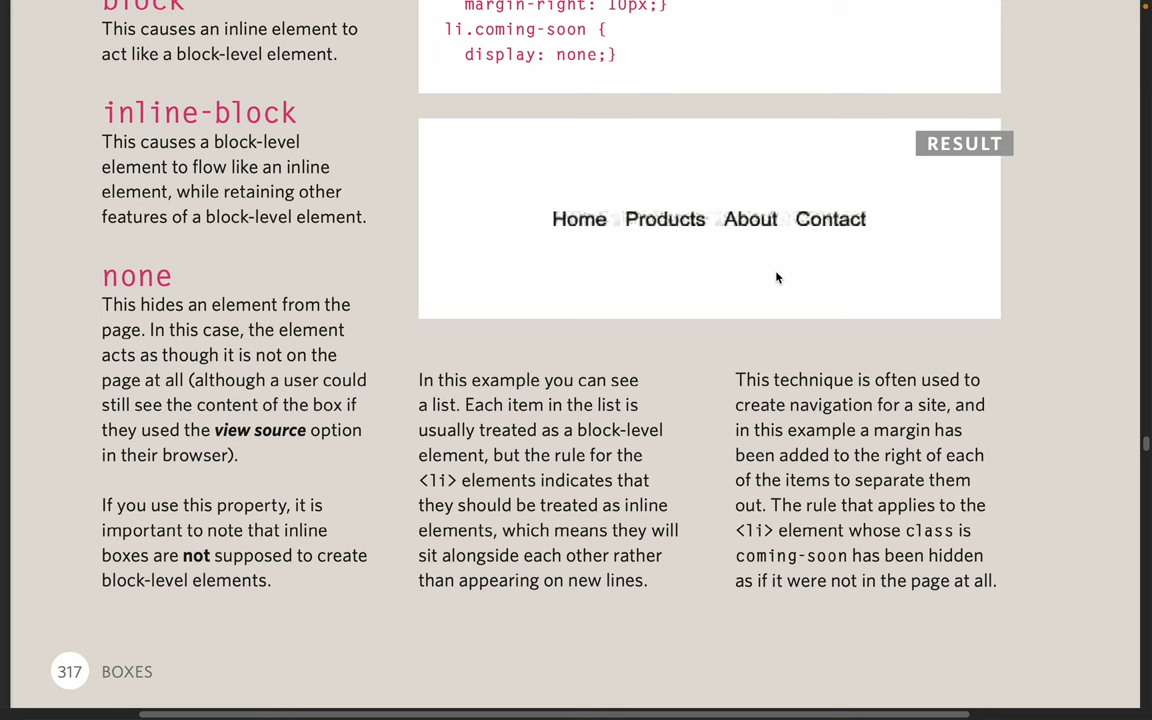 block
This causes an inline element to
act like a block-level element.
inline-block
This causes a block-level
element to flow like an inline
element, while retaining other
features of a block-level element.
none
This hides an element from the
page. In this case, the element
acts as though it is not on the
page at all (although a user could
still see the content of the box if
they used the view source option
in their browser).
If you use this property, it is
important to note that inline
boxes are not supposed to create
block-level elements.
margin-right: 10px;}
li.coming-soon {
display: none;}
RESULT
Home Products About Contact
In this example you can see
a list. Each item in the list is
usually treated as a block-level
element, but the rule for the
<li> elements indicates that
they should be treated as inline
elements, which means they will
sit alongside each other rather
than appearing on new lines.
This technique is often used to
create navigation for a site, and
in this example a margin has
been added to the right of each
of the items to separate them
out. The rule that applies to the
<li> element whose class is
coming-soon has been hidden
as if it were not in the page at all.
317 BOXES